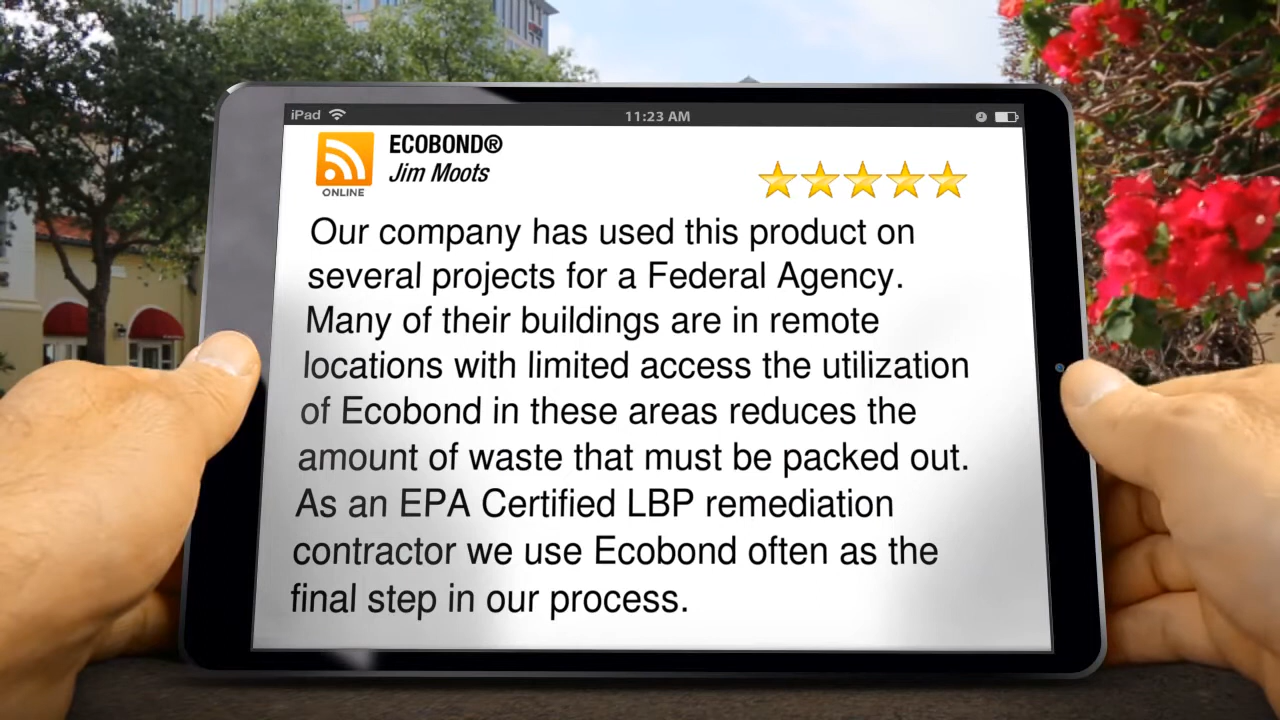 iPad 11:23 AM
ECOBOND®
Jim Moots
ONLINE
Our company has used this product on
several projects for a Federal Agency.
Many of their buildings are in remote
locations with limited access the utilization
of Ecobond in these areas reduces the
amount of waste that must be packed out.
As an EPA Certified LBP remediation
contractor we use Ecobond often as the
final step in our process.